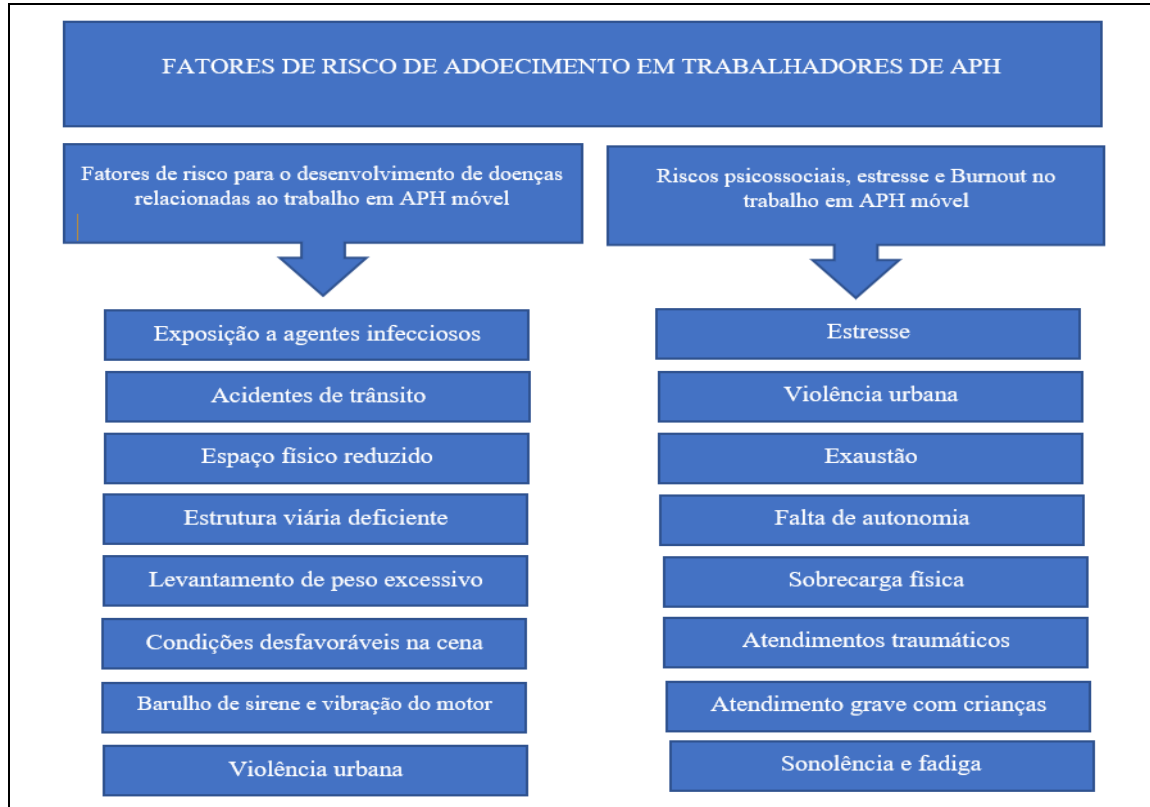 FATORES DE RISCO DE ADOECIMENTO EM TRABALHADORES DE APH
Fatores de risco para o desenvolvimento de doenças
relacionadas ao trabalho em APH móvel
Exposição a agentes infecciosos
Acidentes de trânsito
Espaço físico reduzido
Estrutura viária deficiente
Levantamento de peso excessivo
Condições desfavoráveis na cena
Barulho de sirene e vibração do motor
Violência urbana
Riscos psicossociais, estresse e Burnout no
trabalho em APH móvel
Estresse
Violência urbana
Exaustão
Falta de autonomia
Sobrecarga física
Atendimentos traumáticos
Atendimento grave com crianças
Sonolência e fadiga